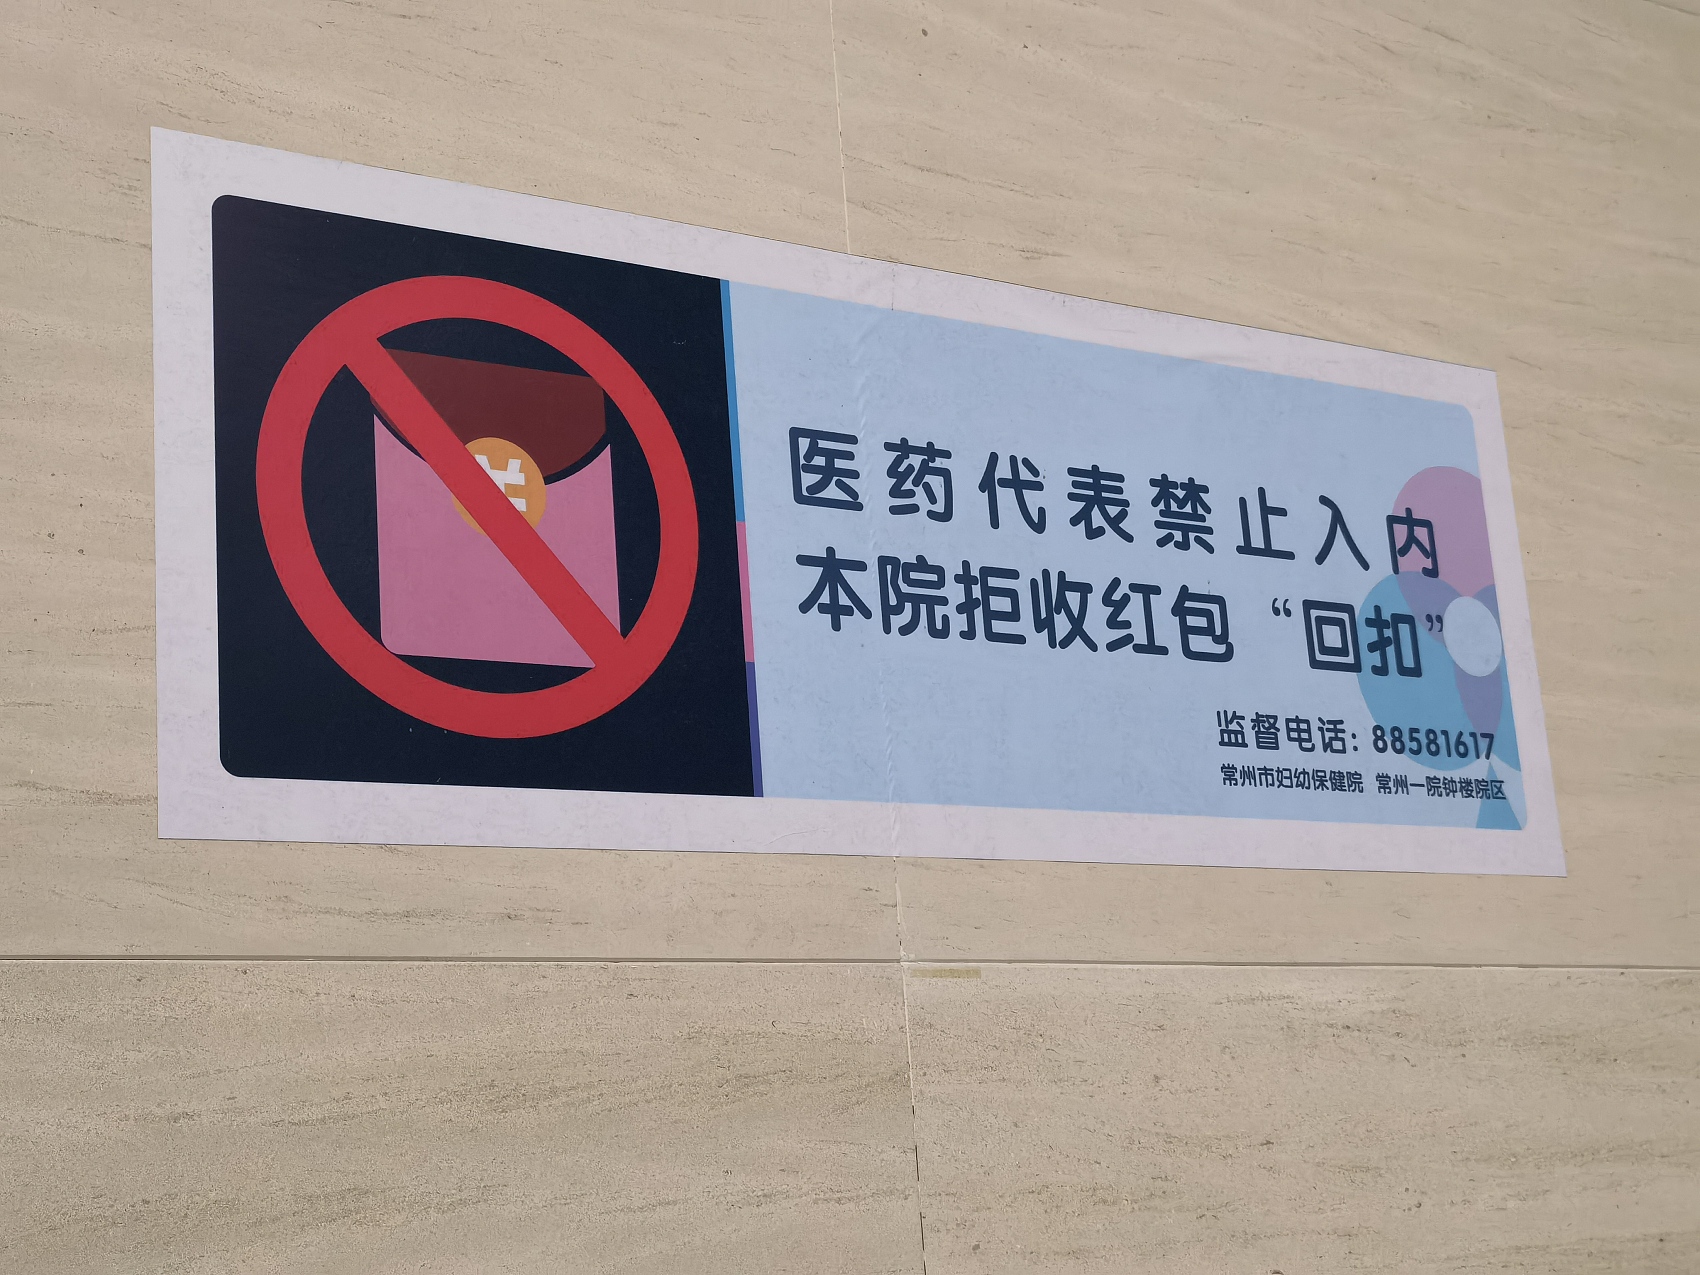 医药代表禁止入内
本院拒收红包“回扣”
监督电话：88581617
常州市妇幼保健院 常州一院钟楼院区